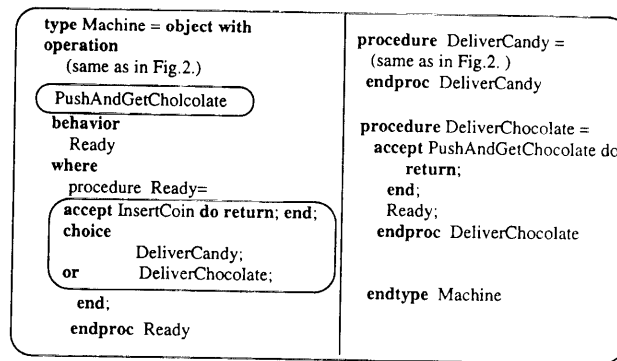 type Machine = object with
operation
(same as in Fig.2.)
PushAndGetCholcolate
behavior
Ready
where
procedure Ready=
accept InsertCoin do return; end;
choice
DeliverCandy;
or DeliverChocolate;
end;
endproc Ready
procedure DeliverCandy =
(same as in Fig.2. )
endproc DeliverCandy
procedure DeliverChocolate =
accept PushAndGetChocolate do
return;
end;
Ready;
endproc DeliverChocolate
endtype Machine